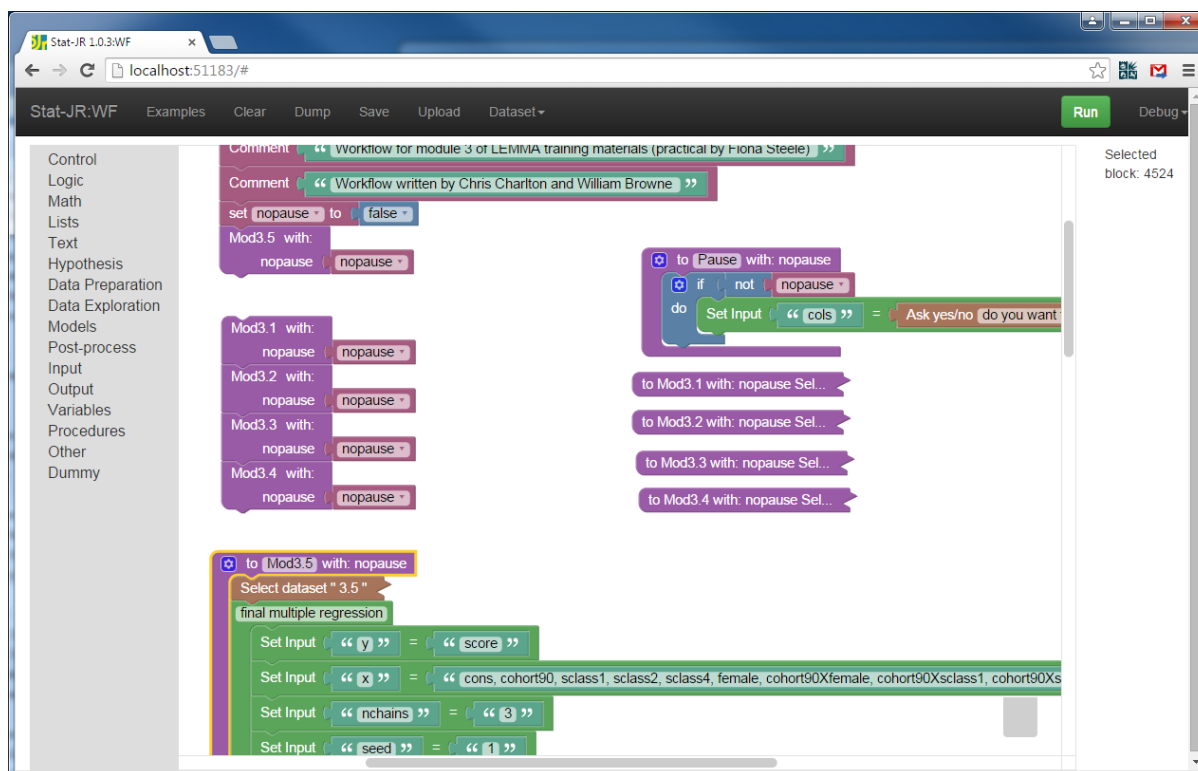 Stat-JR 1.0.3:WF
localhost:51183/#
Stat-JR:WF Examples Clear Dump Save Upload Dataset Run Debug
Control
Logic
Math
Lists
Text
Hypothesis
Data Preparation
Data Exploration
Models
Post-process
Input
Output
Variables
Procedures
Other
Dummy
Comment “ Workflow for module 3 of LEMMA training materials (practical by Fiona Steele) ”
Comment “ Workflow written by Chris Charlton and William Browne ”
set nopause to false
Mod3.5 with:
nopause nopause
Mod3.1 with:
nopause nopause
Mod3.2 with:
nopause nopause
Mod3.3 with:
nopause nopause
Mod3.4 with:
nopause nopause
to Pause with: nopause
if not nopause
do Set Input “ cols ” = Ask yes/no do you want
to Mod3.1 with: nopause Sel...
to Mod3.2 with: nopause Sel...
to Mod3.3 with: nopause Sel...
to Mod3.4 with: nopause Sel...
to Mod3.5 with: nopause
Select dataset " 3.5 "
final multiple regression
Set Input “ y ” = “ score ”
Set Input “ x ” = “ cons, cohort90, sclass1, sclass2, sclass4, female, cohort90Xfemale, cohort90Xsclass1, cohort90Xs
Set Input “ nchains ” = “ 3 ”
Set Input “ seed ” = “ 1 ”
Selected
block: 4524